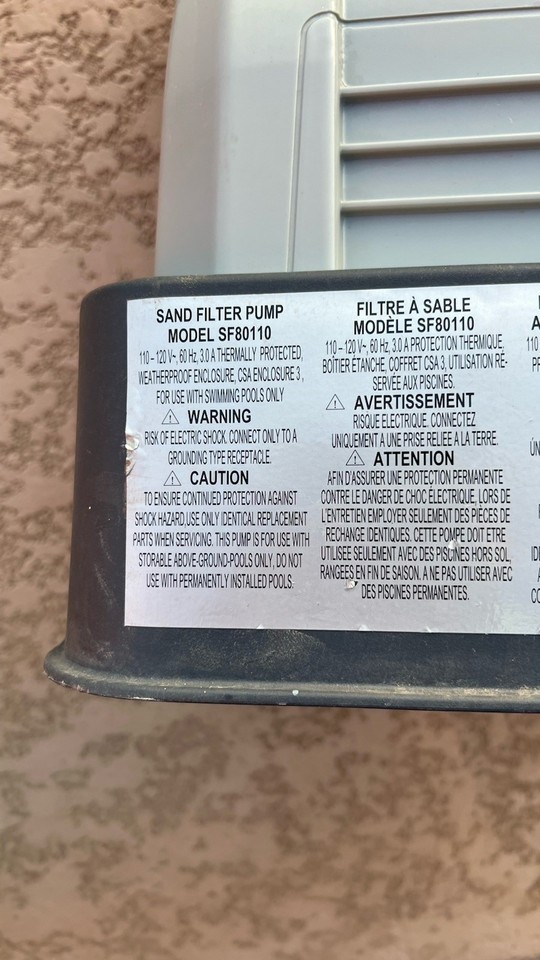 SAND FILTER PUMP
MODEL SF80110
110 – 120 V~, 60 Hz, 3.0 A THERMALLY PROTECTED,
WEATHERPROOF ENCLOSURE, CSA ENCLOSURE 3 ,
FOR USE WITH SWIMMING POOLS ONLY
⚠ WARNING
RISK OF ELECTRIC SHOCK. CONNECT ONLY TO A
GROUNDING TYPE RECEPTACLE.
⚠ CAUTION
TO ENSURE CONTINUED PROTECTION AGAINST
SHOCK HAZARD,USE ONLY IDENTICAL REPLACEMENT
PARTS WHEN SERVICING. THIS PUMP IS FOR USE WITH
STORABLE ABOVE-GROUND-POOLS ONLY, DO NOT
USE WITH PERMANENTLY INSTALLED POOLS.
FILTRE À SABLE
MODÈLE SF80110
110 – 120 V~, 60 Hz, 3.0 A PROTECTION THERMIQUE,
BOÎTIER ÉTANCHE, COFFRET CSA 3, UTILISATION RÉ-
SERVÉE AUX PISCINES.
⚠ AVERTISSEMENT
RISQUE ELECTRIQUE. CONNECTEZ
UNIQUEMENT A UNE PRISE RELIEE A LA TERRE.
⚠ ATTENTION
AFIN D'ASSURER UNE PROTECTION PERMANENTE
CONTRE LE DANGER DE CHOC ÉLECTRIQUE, LORS DE
L'ENTRETIEN EMPLOYER SEULEMENT DES PIÈCES DE
RECHANGE IDENTIQUES. CETTE POMPE DOIT ETRE
UTILISEE SEULEMENT AVEC DES PISCINES HORS SOL,
RANGEES EN FIN DE SAISON. A NE PAS UTILISER AVEC
DES PISCINES PERMANENTES.